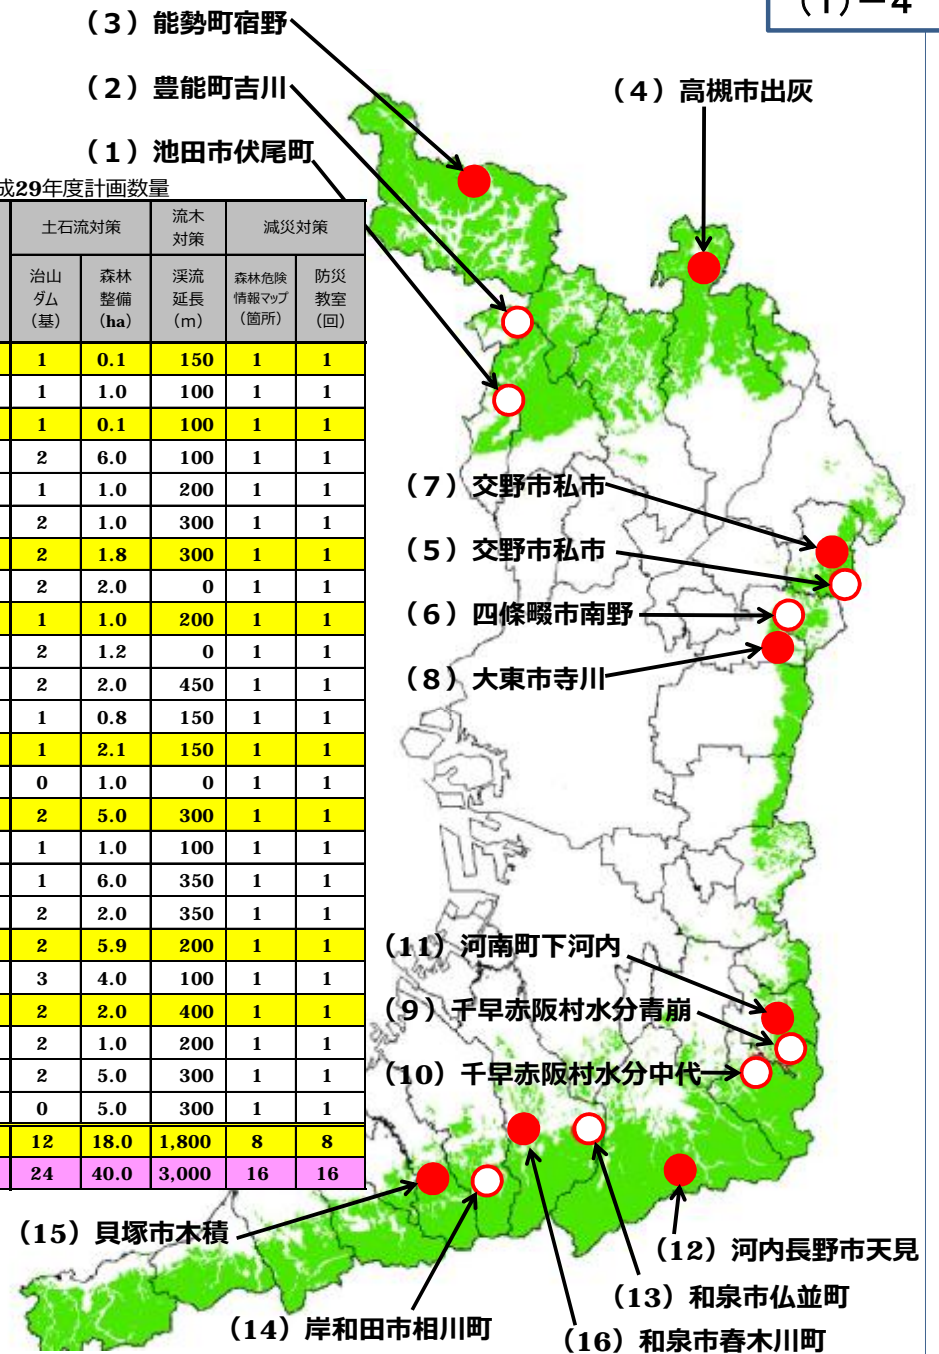 (1)−4
（3）能勢町宿野
（2）豊能町吉川
（4）高槻市出灰
（1）池田市伏尾町
成29年度計画数量
土石流対策 流木対策 減災対策
治山ダム（基） 森林整備（ha） 渓流延長（m） 森林危険情報マップ（箇所） 防災教室（回）
1 0.1 150 1 1
1 1.0 100 1 1
1 0.1 100 1 1
2 6.0 100 1 1
1 1.0 200 1 1
2 1.0 300 1 1
2 1.8 300 1 1
2 2.0 0 1 1
1 1.0 200 1 1
2 1.2 0 1 1
2 2.0 450 1 1
1 0.8 150 1 1
1 2.1 150 1 1
0 1.0 0 1 1
2 5.0 300 1 1
1 1.0 100 1 1
1 6.0 350 1 1
2 2.0 350 1 1
2 5.9 200 1 1
3 4.0 100 1 1
2 2.0 400 1 1
2 1.0 200 1 1
2 5.0 300 1 1
0 5.0 300 1 1
12 18.0 1,800 8 8
24 40.0 3,000 16 16
（7）交野市私市
（5）交野市私市
（6）四條畷市南野
（8）大東市寺川
（11）河南町下河内
（9）千早赤阪村水分青崩
（10）千早赤阪村水分中代
（15）貝塚市木積
（12）河内長野市天見
（13）和泉市仏並町
（14）岸和田市相川町
（16）和泉市春木川町